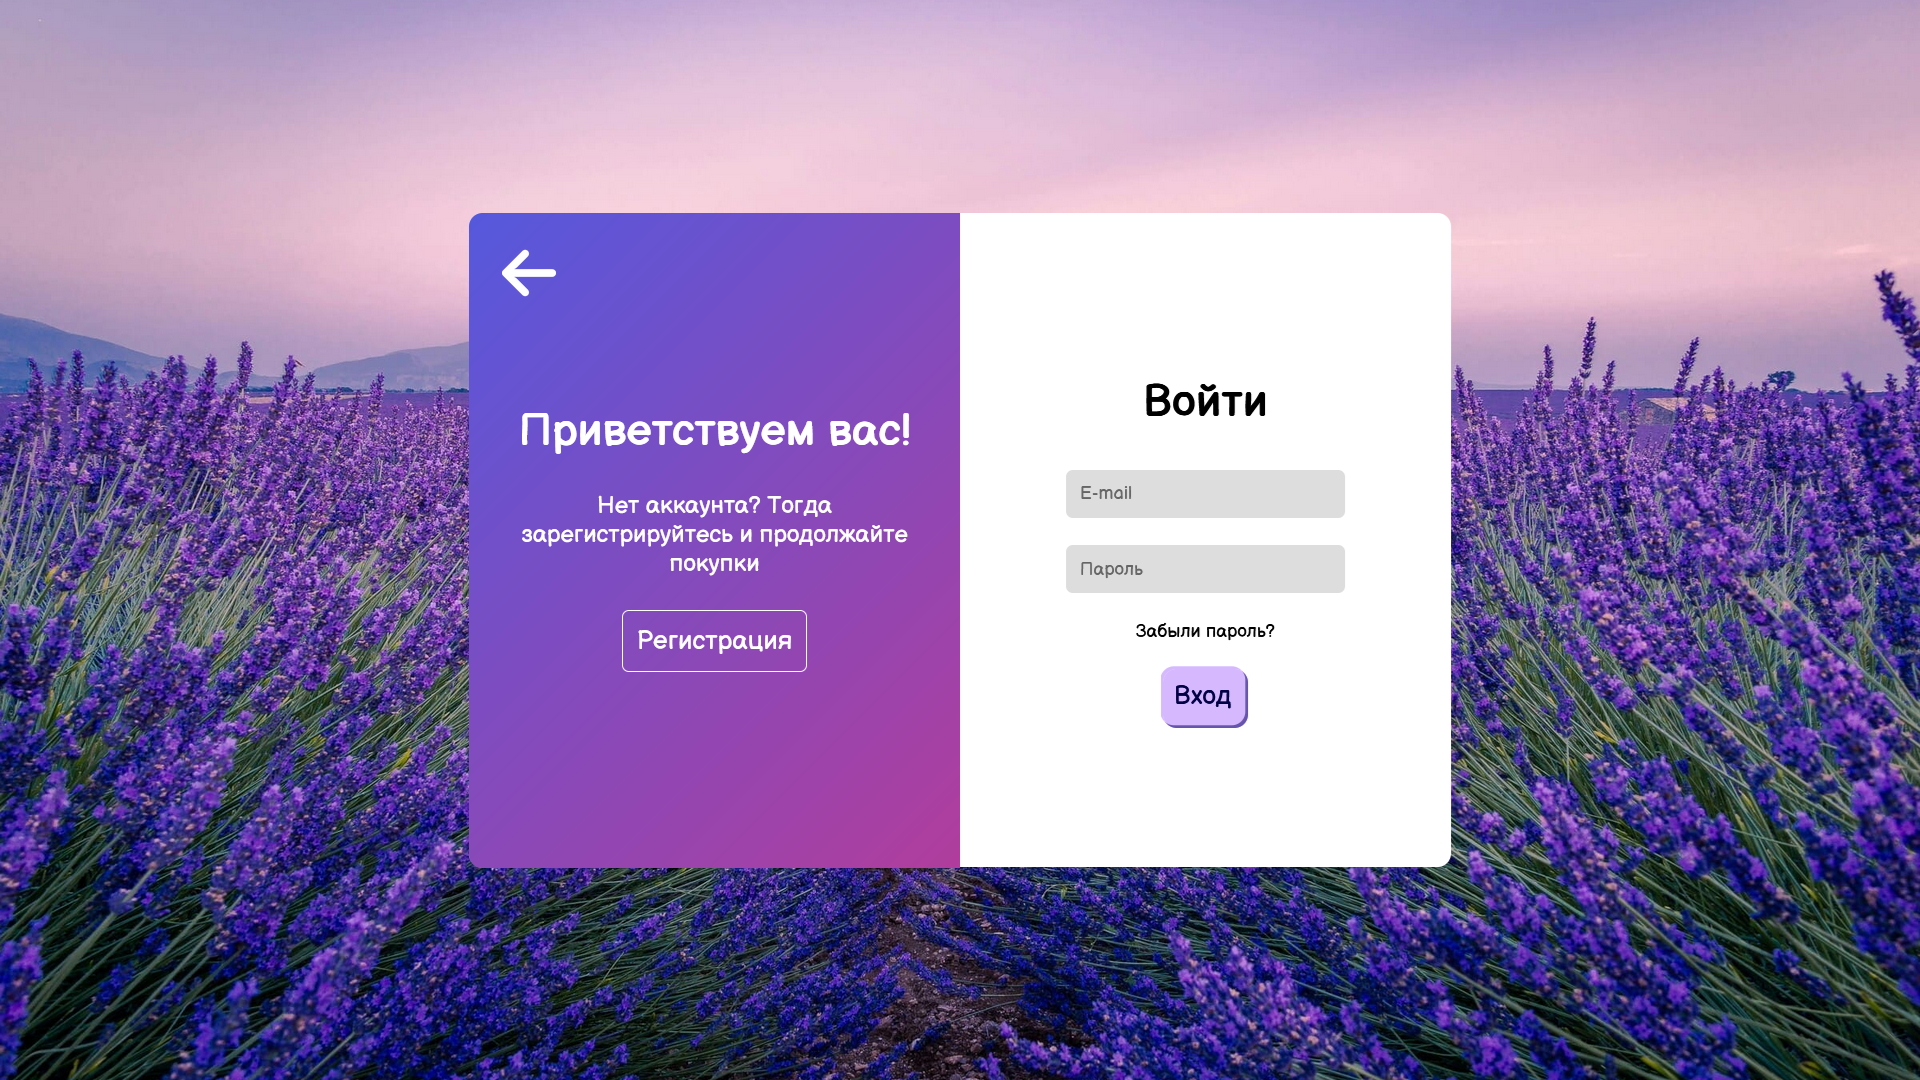 Приветствуем вас!
Нет аккаунта? Тогда
зарегистрируйтесь и продолжайте
покупки
Регистрация
Войти
E-mail
Пароль
Забыли пароль?
Вход